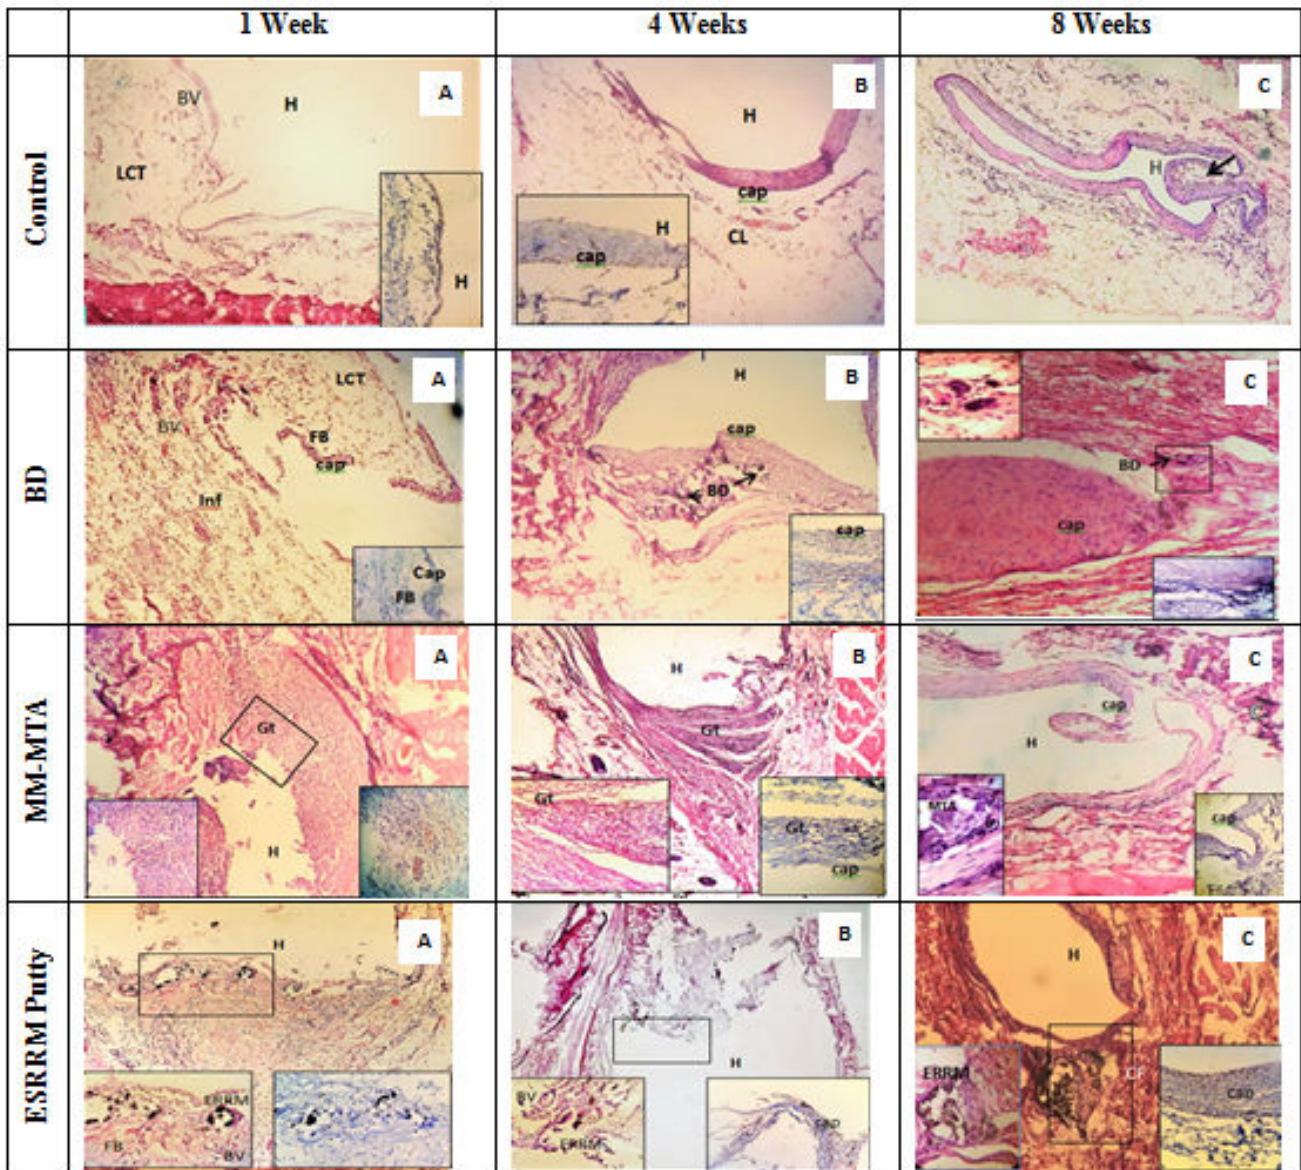 1 Week 4 Weeks 8 Weeks
Control
A
BV
H
LCT
H
B
H
cap
CL
H
cap
C
H
BD
A
LCT
BV
FB
cap
Inf
Cap
FB
B
H
cap
BD
cap
C
BD
cap
MM-MTA
A
Gt
H
B
H
Gt
Gt
Gt
cap
C
cap
C
H
MTA
cap
ESRRM Putty
A
H
ERRM
FB
BV
B
H
BV
ERRM
cap
C
H
ERRM
CF
cap